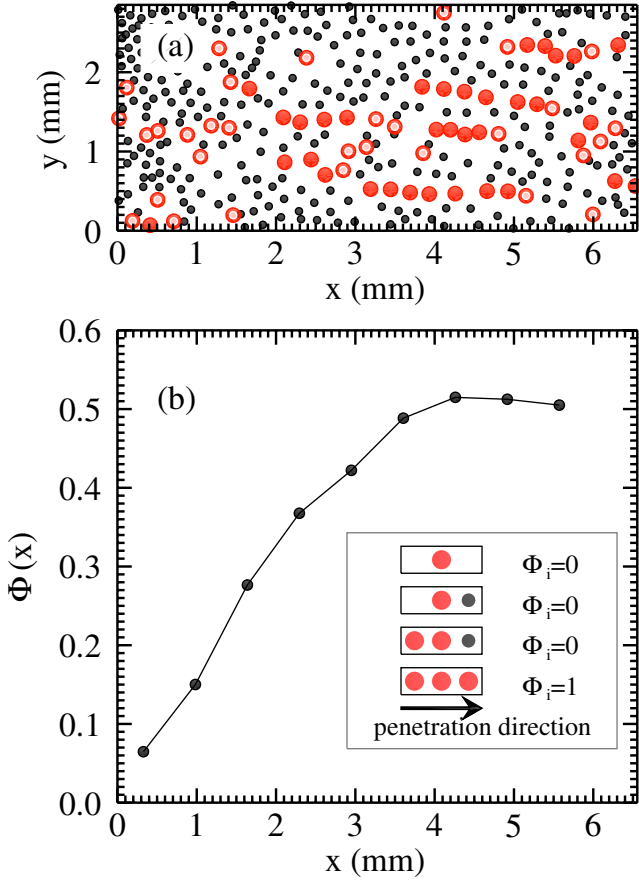 (a)
y (mm)
2
1
0
0 1 2 3 4 5 6
x (mm)
0.6
(b)
0.5
0.4
Φ(x)
0.3
0.2
0.1
0.0
Φi=0
Φi=0
Φi=0
Φi=1
penetration direction
0 1 2 3 4 5 6
x (mm)